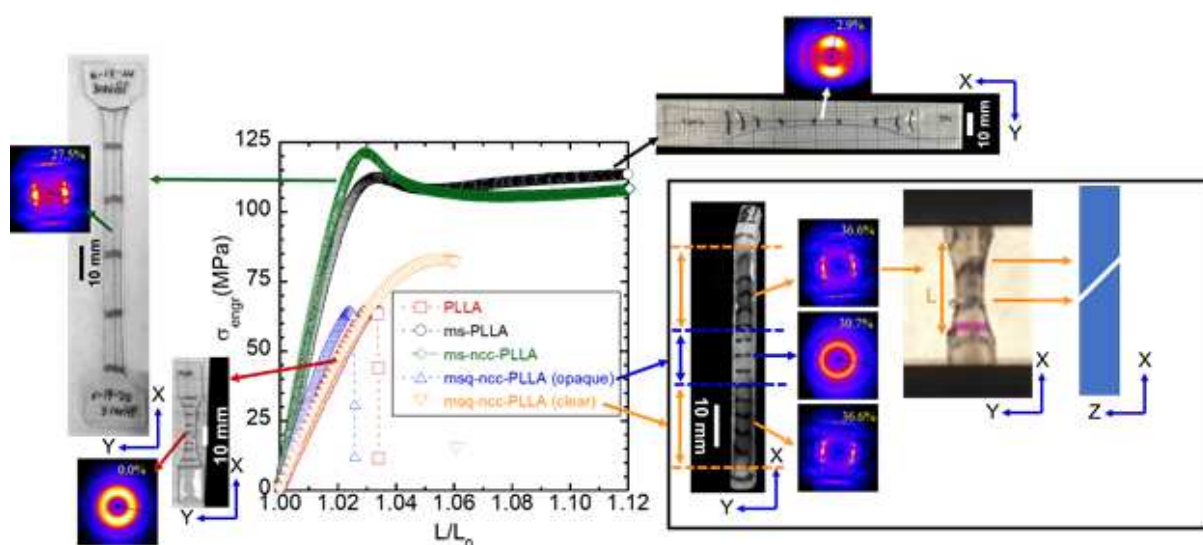 2.9%
X
Y
10 mm
27.5%
10 mm
X
Y
0.0%
10 mm
X
Y
σengr(MPa)
125
100
75
50
25
0
1.00 1.02 1.04 1.06 1.08 1.10 1.12
L/L0
PLLA
ms-PLLA
ms-ncc-PLLA
msq-ncc-PLLA (opaque)
msq-ncc-PLLA (clear)
10 mm
X
Y
36.6%
30.7%
36.6%
L
X
Y
X
Z